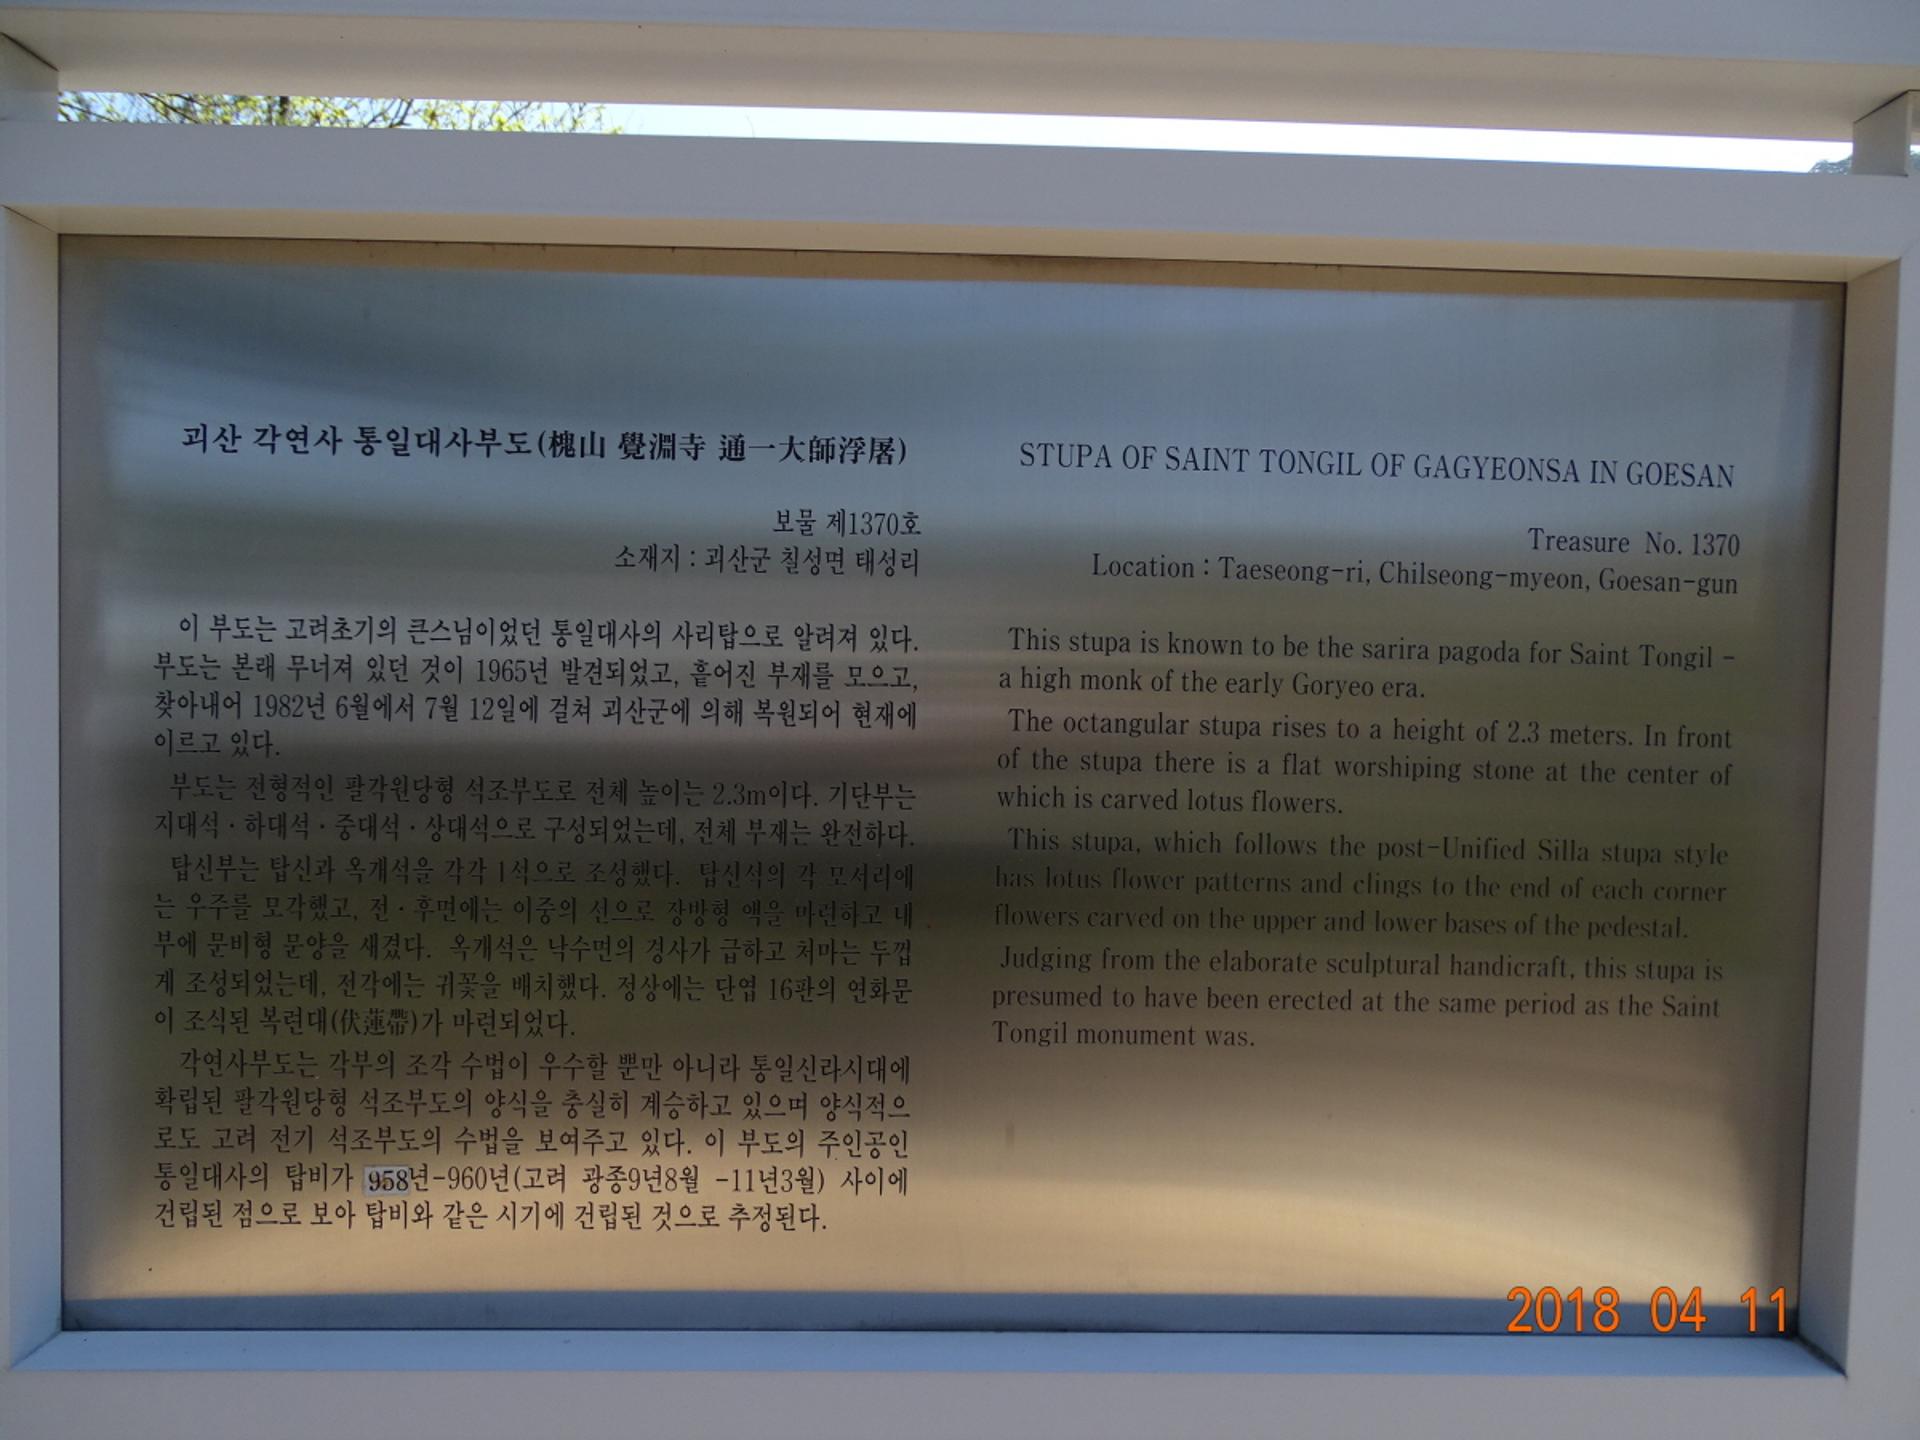 괴산 각연사 통일대사부도(槐山 覺淵寺 通一大師浮屠)
보물 제1370호
소재지 : 괴산군 칠성면 태성리
이 부도는 고려초기의 큰스님이었던 통일대사의 사리탑으로 알려져 있다.
부도는 본래 무너져 있던 것이 1965년 발견되었고, 흩어진 부재를 모으고,
찾아내어 1982년 6월에서 7월 12일에 걸쳐 괴산군에 의해 복원되어 현재에
이르고 있다.
부도는 전형적인 팔각원당형 석조부도로 전체 높이는 2.3m이다. 기단부는
지대석·하대석·중대석·상대석으로 구성되었는데, 전체 부재는 완전하다.
탑신부는 탑신과 옥개석을 각각 1석으로 조성했다. 탑신석의 각 모서리에
는 우주를 모각했고, 전·후면에는 이중의 선으로 장방형 액을 마련하고 내
부에 문비형 문양을 새겼다. 옥개석은 낙수면의 경사가 급하고 처마는 두껍
게 조성되었는데, 전각에는 귀꽃을 배치했다. 정상에는 단엽 16판의 연화문
이 조식된 복련대(伏蓮帶)가 마련되었다.
각연사부도는 각부의 조각 수법이 우수할 뿐만 아니라 통일신라시대에
확립된 팔각원당형 석조부도의 양식을 충실히 계승하고 있으며 양식적으
로도 고려 전기 석조부도의 수법을 보여주고 있다. 이 부도의 주인공인
통일대사의 탑비가 958년-960년(고려 광종9년8월 -11년3월) 사이에
건립된 점으로 보아 탑비와 같은 시기에 건립된 것으로 추정된다.
STUPA OF SAINT TONGIL OF GAGYEONSA IN GOESAN
Treasure No. 1370
Location : Taeseong-ri, Chilseong-myeon, Goesan-gun
This stupa is known to be the sarira pagoda for Saint Tongil -
a high monk of the early Goryeo era.
The octangular stupa rises to a height of 2.3 meters. In front
of the stupa there is a flat worshiping stone at the center of
which is carved lotus flowers.
This stupa, which follows the post-Unified Silla stupa style
has lotus flower patterns and clings to the end of each corner
flowers carved on the upper and lower bases of the pedestal.
Judging from the elaborate sculptural handicraft, this stupa is
presumed to have been erected at the same period as the Saint
Tongil monument was.
2018 04 11